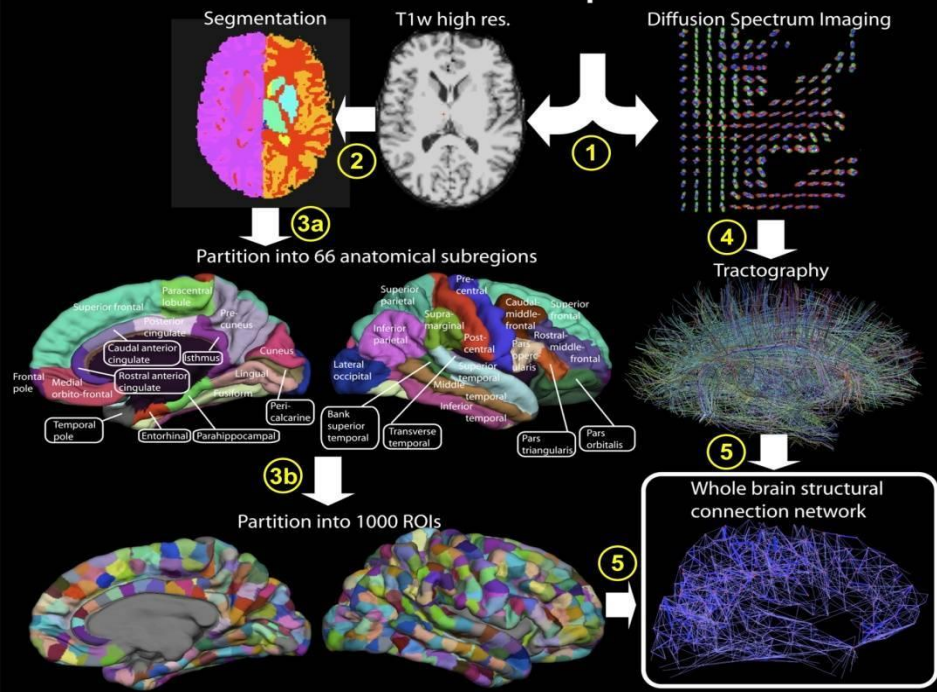 Segmentation
T1w high res.
Diffusion Spectrum Imaging
2
1
3a
4
Partition into 66 anatomical subregions
Tractography
Superior frontal
Paracentral
lobule
Posterior
cingulate
Pre-
cuneus
Caudal anterior
cingulate
Isthmus
Cuneus
Rostral anterior
cingulate
Lingual
Frontal
pole
Medial
orbito-frontal
Fusiform
Peri-
calcarine
Temporal
pole
Entorhinal
Parahippocampal
Superior
parietal
Pre-
central
Supra-
marginal
Caudal
middle-
frontal
Superior
frontal
Inferior
parietal
Post-
central
Rostral-
middle-
frontal
Pars
operc-
ularis
Lateral
occipital
Superior
temporal
Middle-
temporal
Inferior
temporal
Bank
superior
temporal
Transverse
temporal
Pars
triangularis
Pars
orbitalis
3b
5
Partition into 1000 ROIs
5
Whole brain structural
connection network